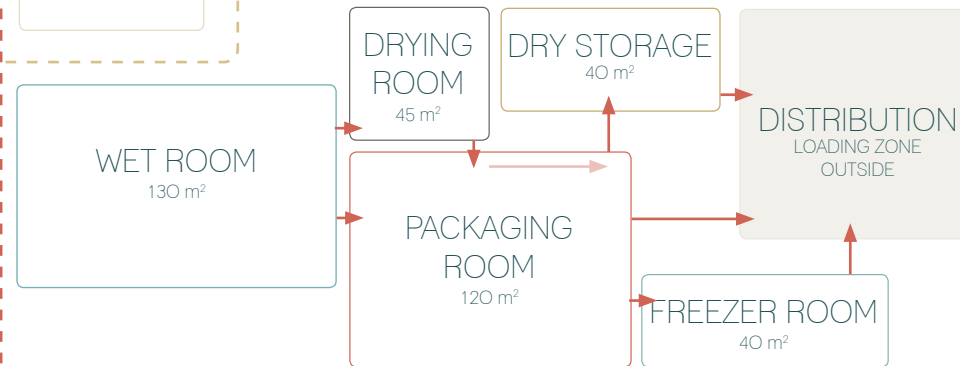 DRYING
ROOM
45 m²
DRY STORAGE
40 m²
DISTRIBUTION
LOADING ZONE
OUTSIDE
WET ROOM
130 m²
PACKAGING
ROOM
120 m²
FREEZER ROOM
40 m²